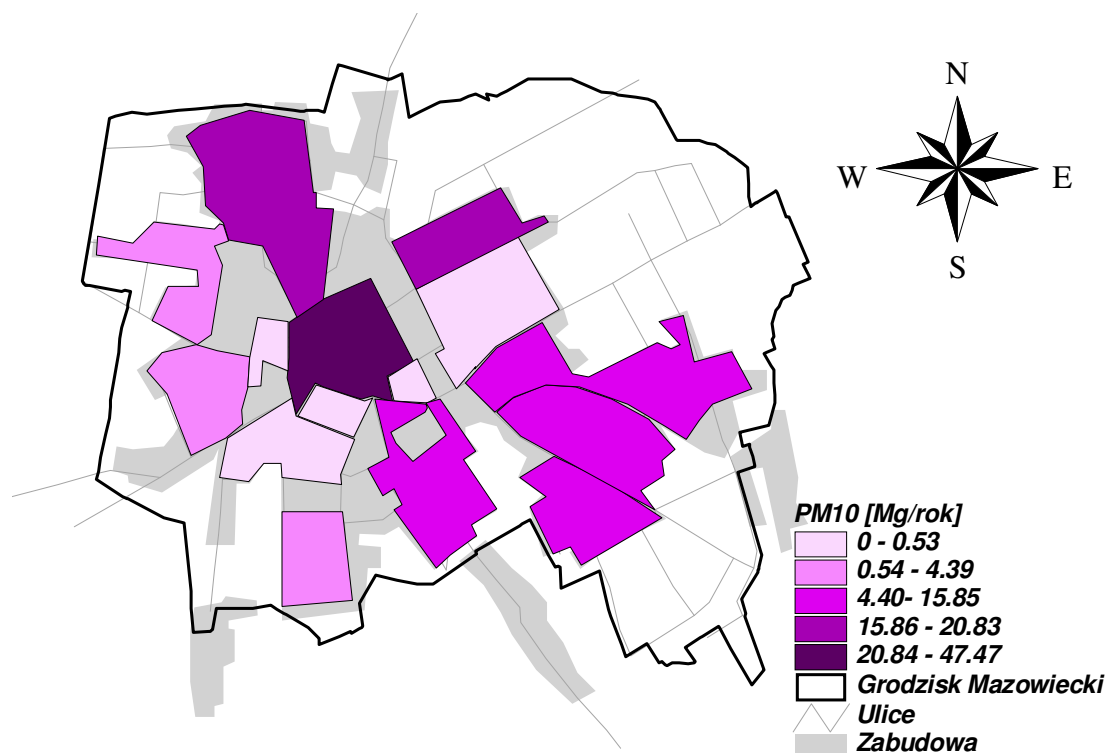 N
W E
S
PM10 [Mg/rok]
0 - 0.53
0.54 - 4.39
4.40- 15.85
15.86 - 20.83
20.84 - 47.47
Grodzisk Mazowiecki
Ulice
Zabudowa